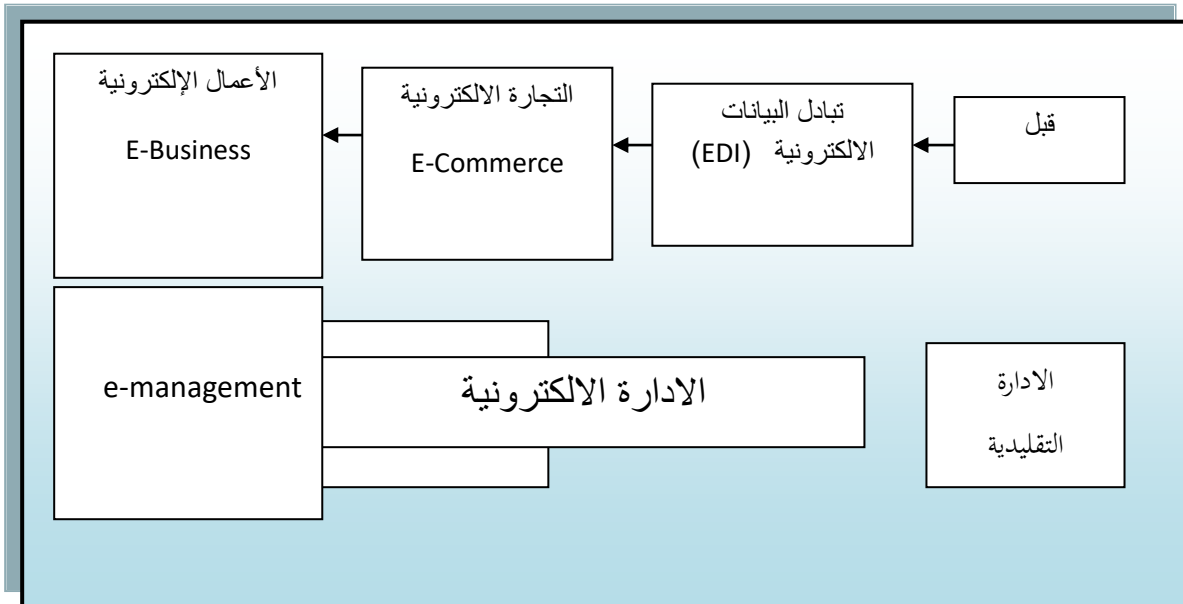 قبل
تبادل البيانات
الالكترونية (EDI)
التجارة الالكترونية
E-Commerce
الأعمال الإلكترونية
E-Business
الادارة
التقليدية
الادارة الالكترونية
e-management